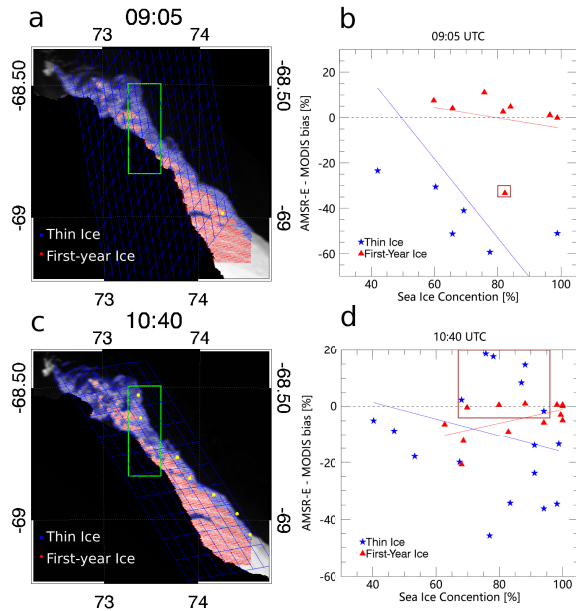 a
09:05
73
74
-68.50
-68.50
-69
-69
Thin Ice
First-year Ice
73
74
b
09:05 UTC
AMSR-E - MODIS bias [%]
20
0
-20
-40
-60
Thin Ice
First-Year Ice
40
60
80
100
Sea Ice Concention [%]
c
10:40
-68.50
-68.50
-69
-69
Thin Ice
First-year Ice
73
74
d
10:40 UTC
AMSR-E - MODIS bias [%]
20
0
-20
-40
-60
Thin Ice
First-Year Ice
40
60
80
100
Sea Ice Concention [%]